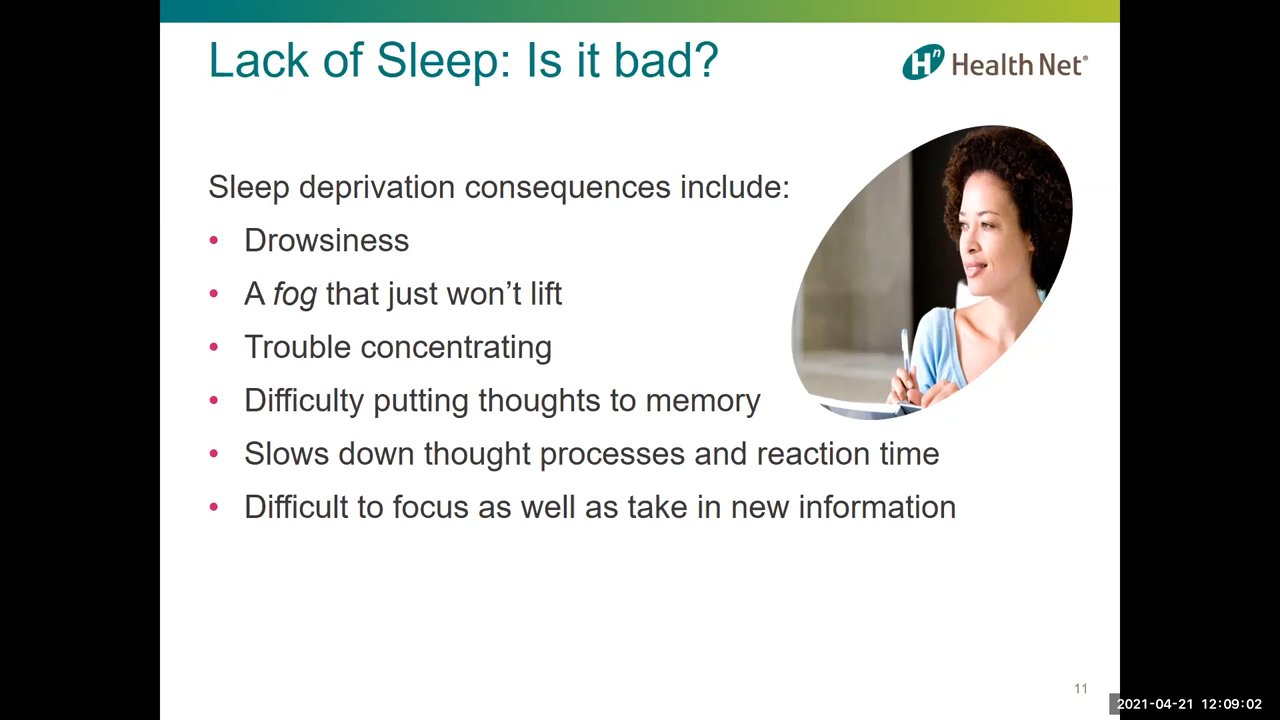 Lack of Sleep: Is it bad?
Hn Health Net®
Sleep deprivation consequences include:
• Drowsiness
• A fog that just won’t lift
• Trouble concentrating
• Difficulty putting thoughts to memory
• Slows down thought processes and reaction time
• Difficult to focus as well as take in new information
11
2021-04-21 12:09:02